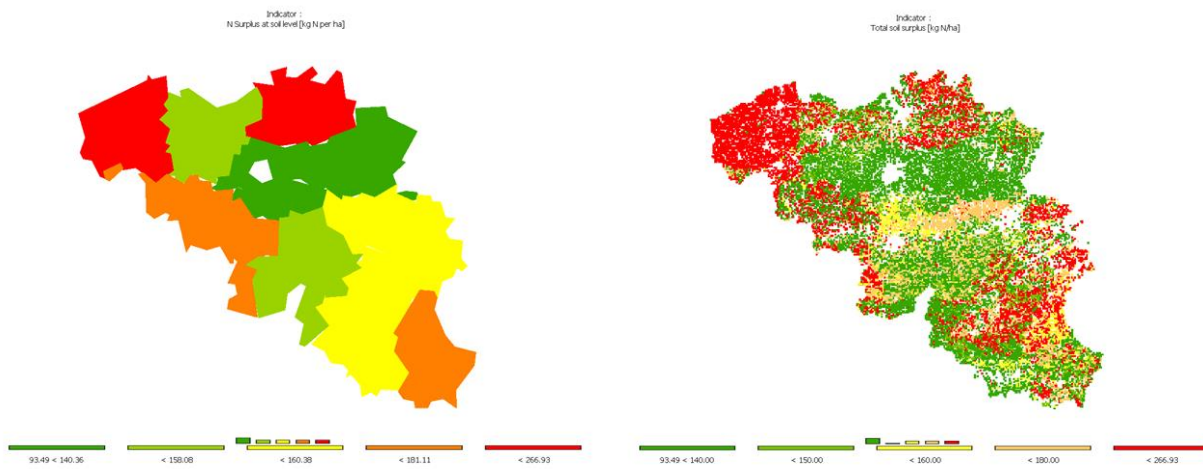 Indicator :
N Surplus at soil level [kg N per ha]
93.49 < 140.36
< 158.08
< 160.38
< 181.11
< 266.93
Indicator :
Total soil surplus [kg N/ha]
93.49 < 140.00
< 150.00
< 160.00
< 180.00
< 266.93